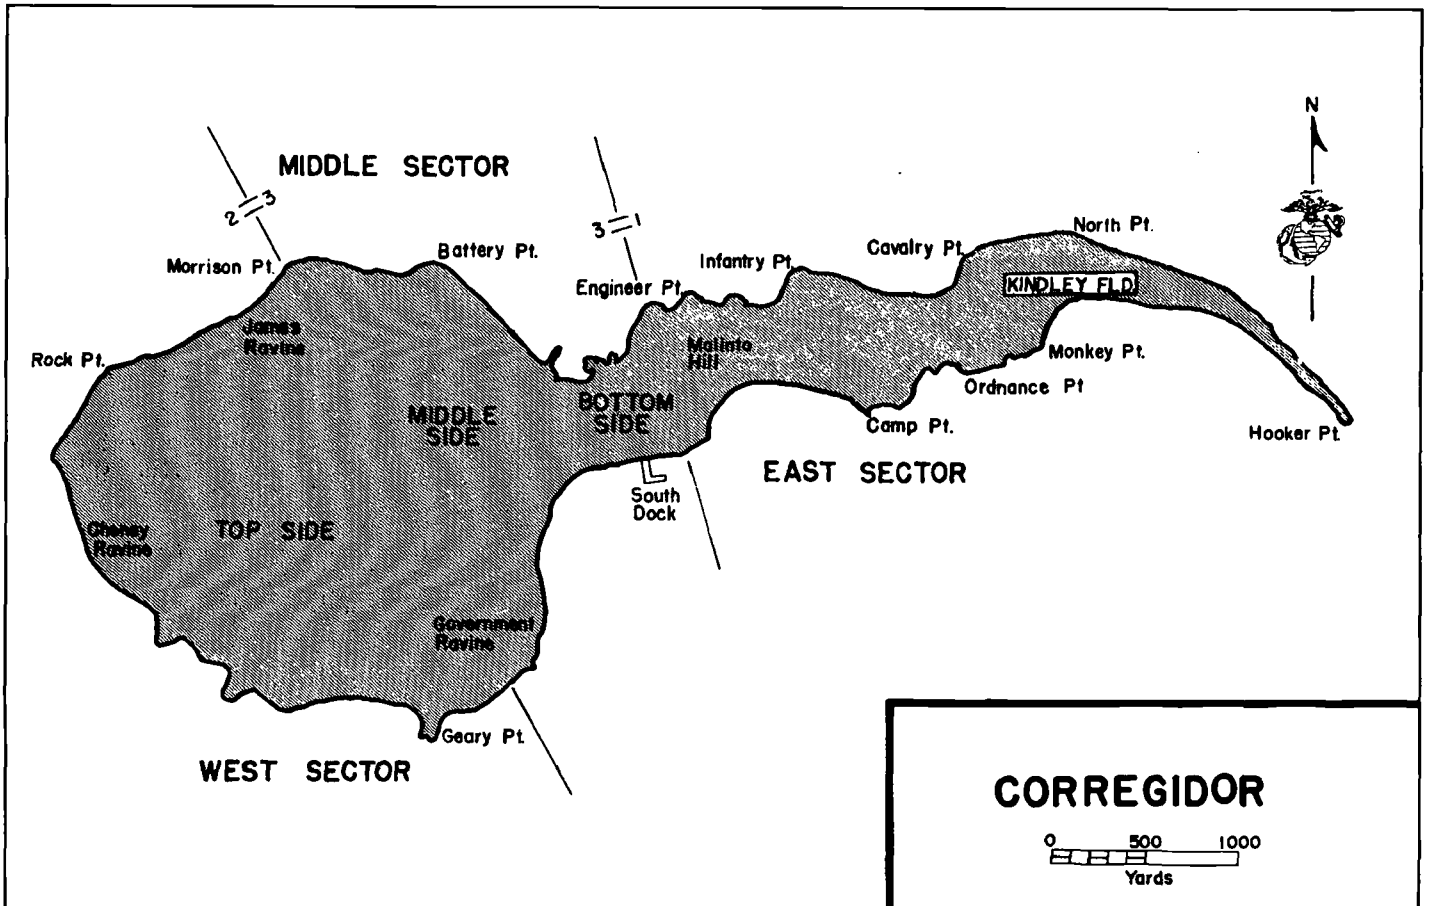 N
MIDDLE SECTOR
2 3
3 1
North Pt.
Cavalry Pt.
Battery Pt.
Infantry Pt.
Morrison Pt.
Engineer Pt.
KINDLEY FLD.
James
Ravine
Malinta
Hill
Monkey Pt.
Rock Pt.
Ordnance Pt
BOTTOM
SIDE
MIDDLE
SIDE
Camp Pt.
Hooker Pt.
EAST SECTOR
South
Dock
Cheney
Ravine
TOP SIDE
Government
Ravine
Geary Pt.
WEST SECTOR
CORREGIDOR
0 500 1000
Yards